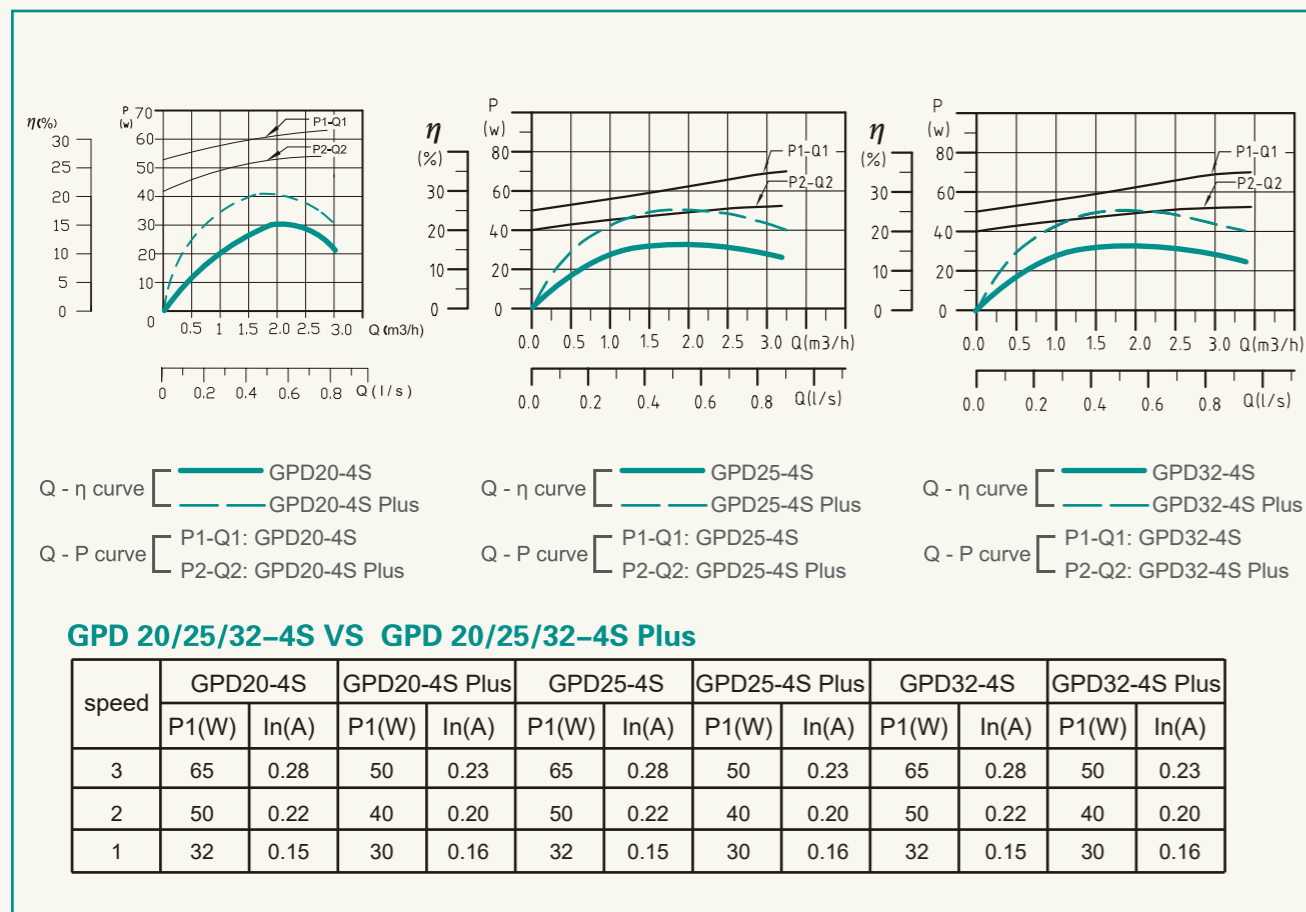 η(%)
30
25
20
15
10
5
0
P
(w)
70
60
50
40
30
20
10
0
P1-Q1
P2-Q2
0.5 1 1.5 2.0 2.5 3.0 Q (m3/h)
0 0.2 0.4 0.6 0.8 Q (l/s)
η
(%)
30
20
10
0
P
(w)
80
60
40
20
0
P1-Q1
P2-Q2
0.0 0.5 1.0 1.5 2.0 2.5 3.0 Q(m3/h)
0.0 0.2 0.4 0.6 0.8 Q(l/s)
η
(%)
30
20
10
0
P
(w)
80
60
40
20
0
P1-Q1
P2-Q2
0.0 0.5 1.0 1.5 2.0 2.5 3.0 Q(m3/h)
0.0 0.2 0.4 0.6 0.8 Q(l/s)
Q - η curve
GPD20-4S
GPD20-4S Plus
Q - P curve
P1-Q1: GPD20-4S
P2-Q2: GPD20-4S Plus
Q - η curve
GPD25-4S
GPD25-4S Plus
Q - P curve
P1-Q1: GPD25-4S
P2-Q2: GPD25-4S Plus
Q - η curve
GPD32-4S
GPD32-4S Plus
Q - P curve
P1-Q1: GPD32-4S
P2-Q2: GPD32-4S Plus
GPD 20/25/32–4S VS GPD 20/25/32–4S Plus
speed GPD20-4S GPD20-4S Plus GPD25-4S GPD25-4S Plus GPD32-4S GPD32-4S Plus
P1(W) In(A) P1(W) In(A) P1(W) In(A) P1(W) In(A) P1(W) In(A) P1(W) In(A)
3 65 0.28 50 0.23 65 0.28 50 0.23 65 0.28 50 0.23
2 50 0.22 40 0.20 50 0.22 40 0.20 50 0.22 40 0.20
1 32 0.15 30 0.16 32 0.15 30 0.16 32 0.15 30 0.16